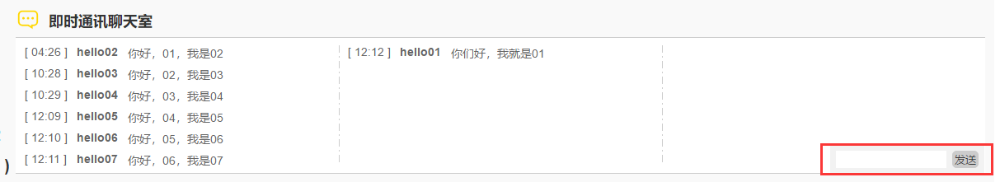 即时通讯聊天室
[ 04:26 ] hello02 你好，01，我是02
[ 10:28 ] hello03 你好，02，我是03
[ 10:29 ] hello04 你好，03，我是04
[ 12:09 ] hello05 你好，04，我是05
[ 12:10 ] hello06 你好，05，我是06
[ 12:11 ] hello07 你好，06，我是07
[ 12:12 ] hello01 你们好，我就是01
)
发送